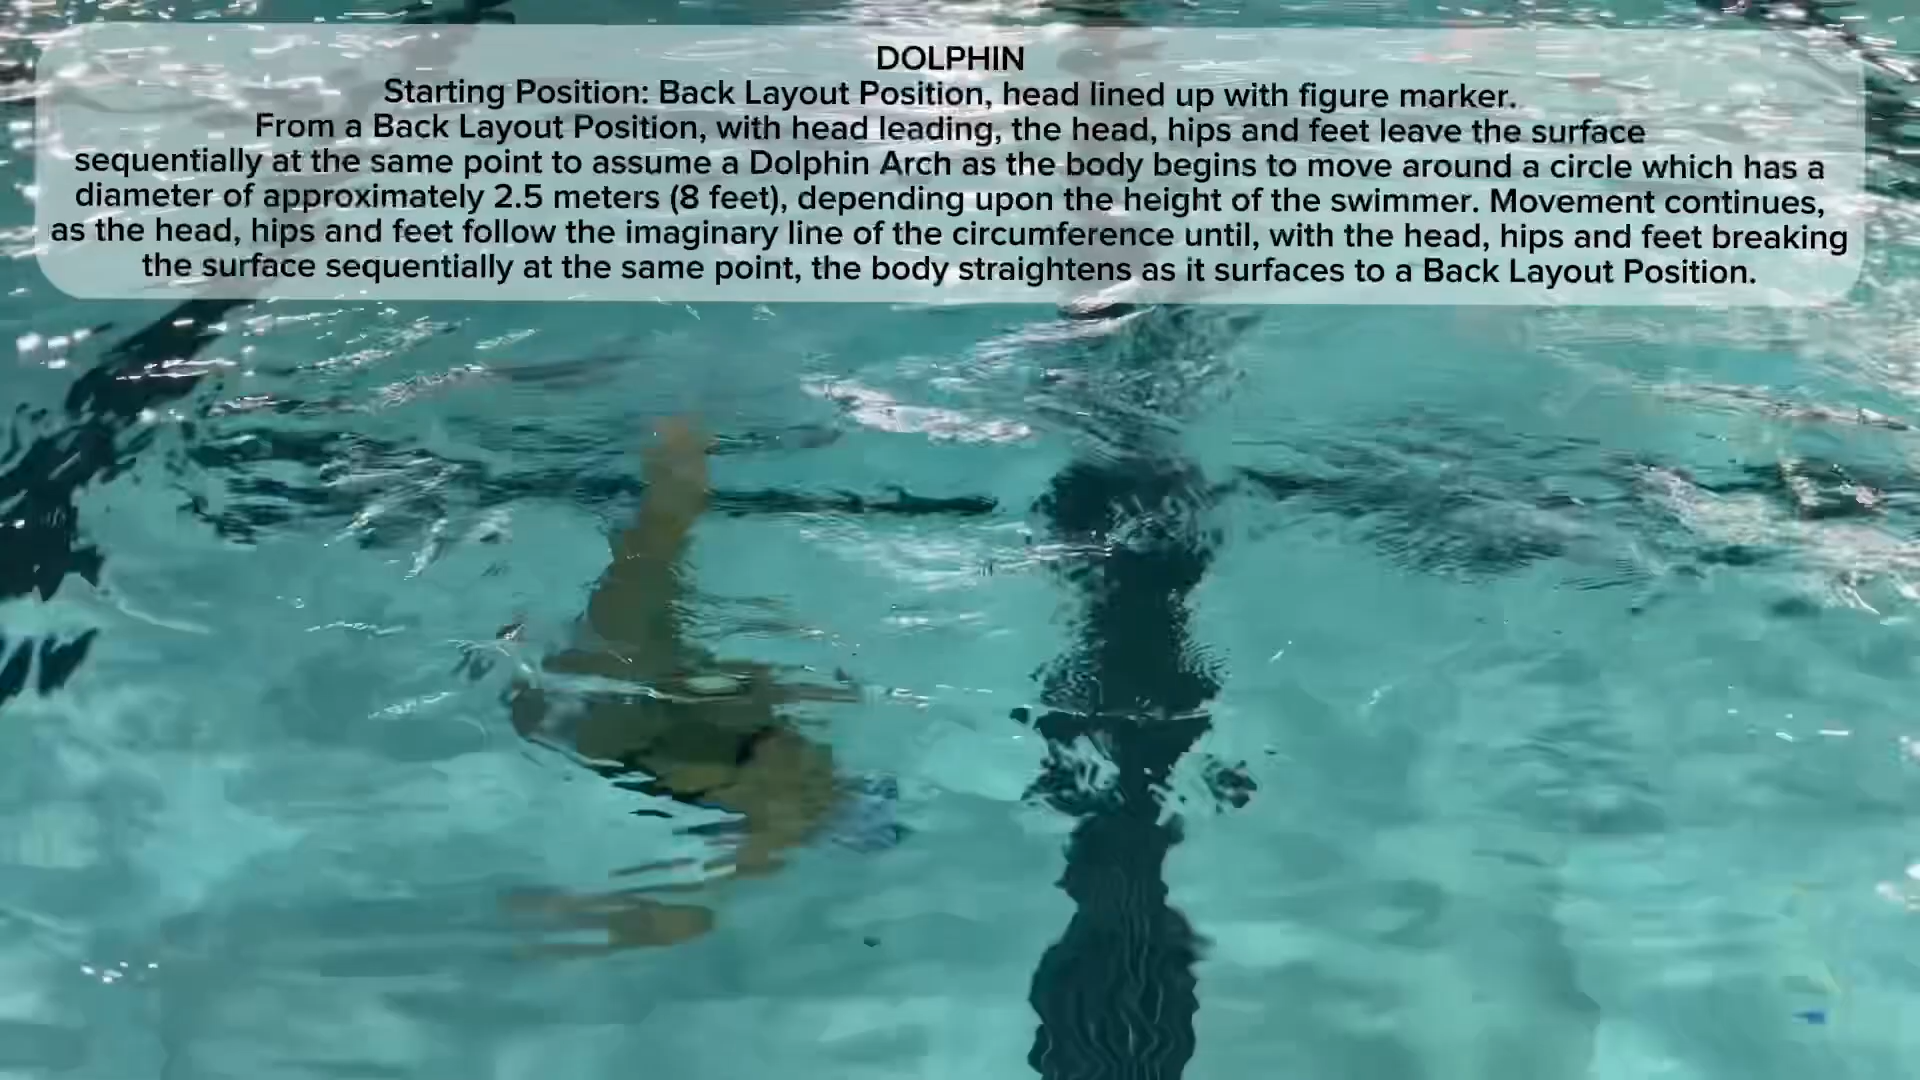 DOLPHIN
Starting Position: Back Layout Position, head lined up with figure marker.
From a Back Layout Position, with head leading, the head, hips and feet leave the surface
sequentially at the same point to assume a Dolphin Arch as the body begins to move around a circle which has a
diameter of approximately 2.5 meters (8 feet), depending upon the height of the swimmer. Movement continues,
as the head, hips and feet follow the imaginary line of the circumference until, with the head, hips and feet breaking
the surface sequentially at the same point, the body straightens as it surfaces to a Back Layout Position.